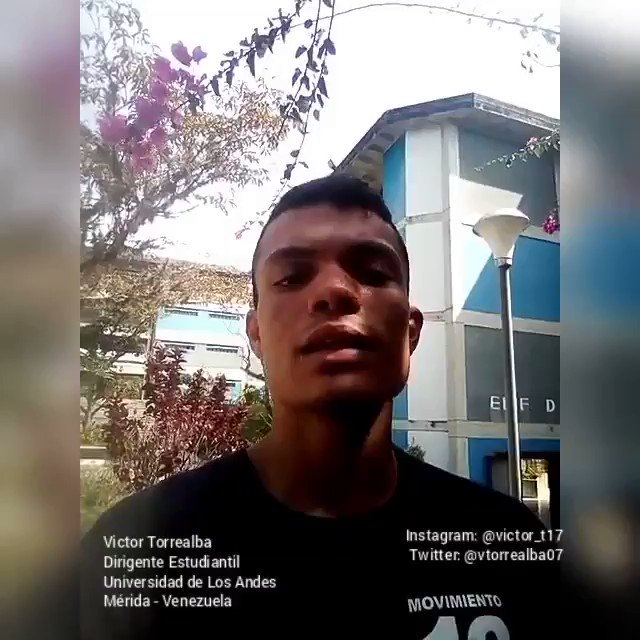 Victor Torrealba
Dirigente Estudiantil
Universidad de Los Andes
Mérida - Venezuela
Instagram: @victor_t17
Twitter: @vtorrealba07
MOVIMIENTO